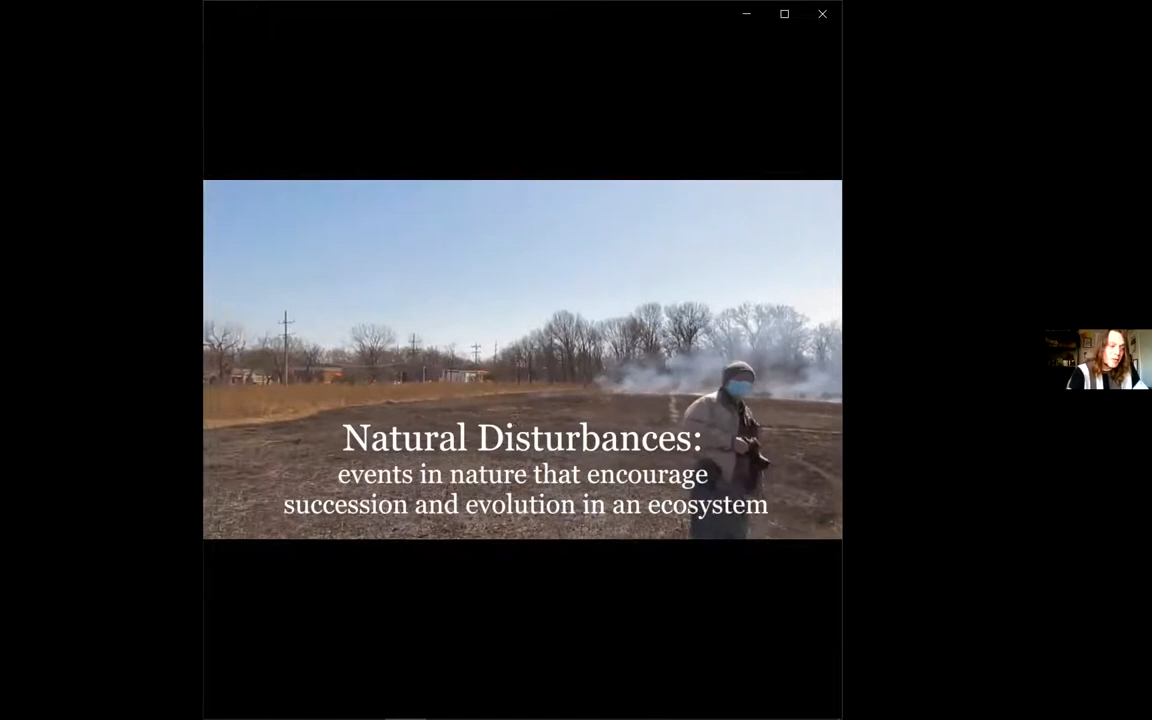 Natural Disturbances:
events in nature that encourage
succession and evolution in an ecosystem